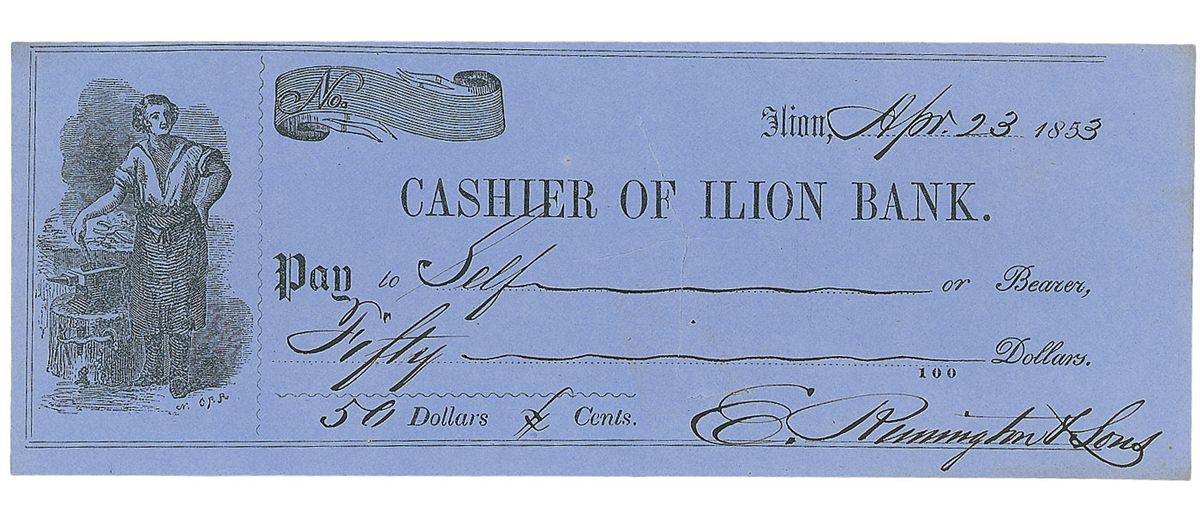 No.
Ilion, Apr. 23 1853
CASHIER OF ILION BANK.
Pay to Self or Bearer,
Fifty Dollars.
100
50 Dollars Cents.
E. Remington & Sons
N. ORR